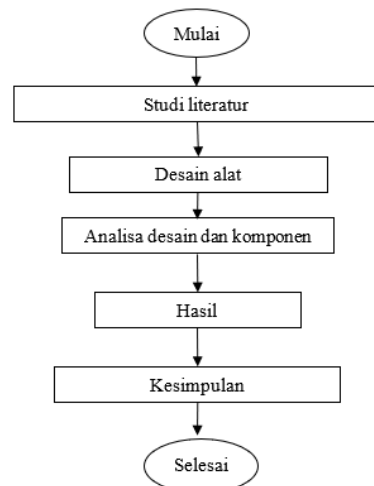 Mulai
Studi literatur
Desain alat
Analisa desain dan komponen
Hasil
Kesimpulan
Selesai